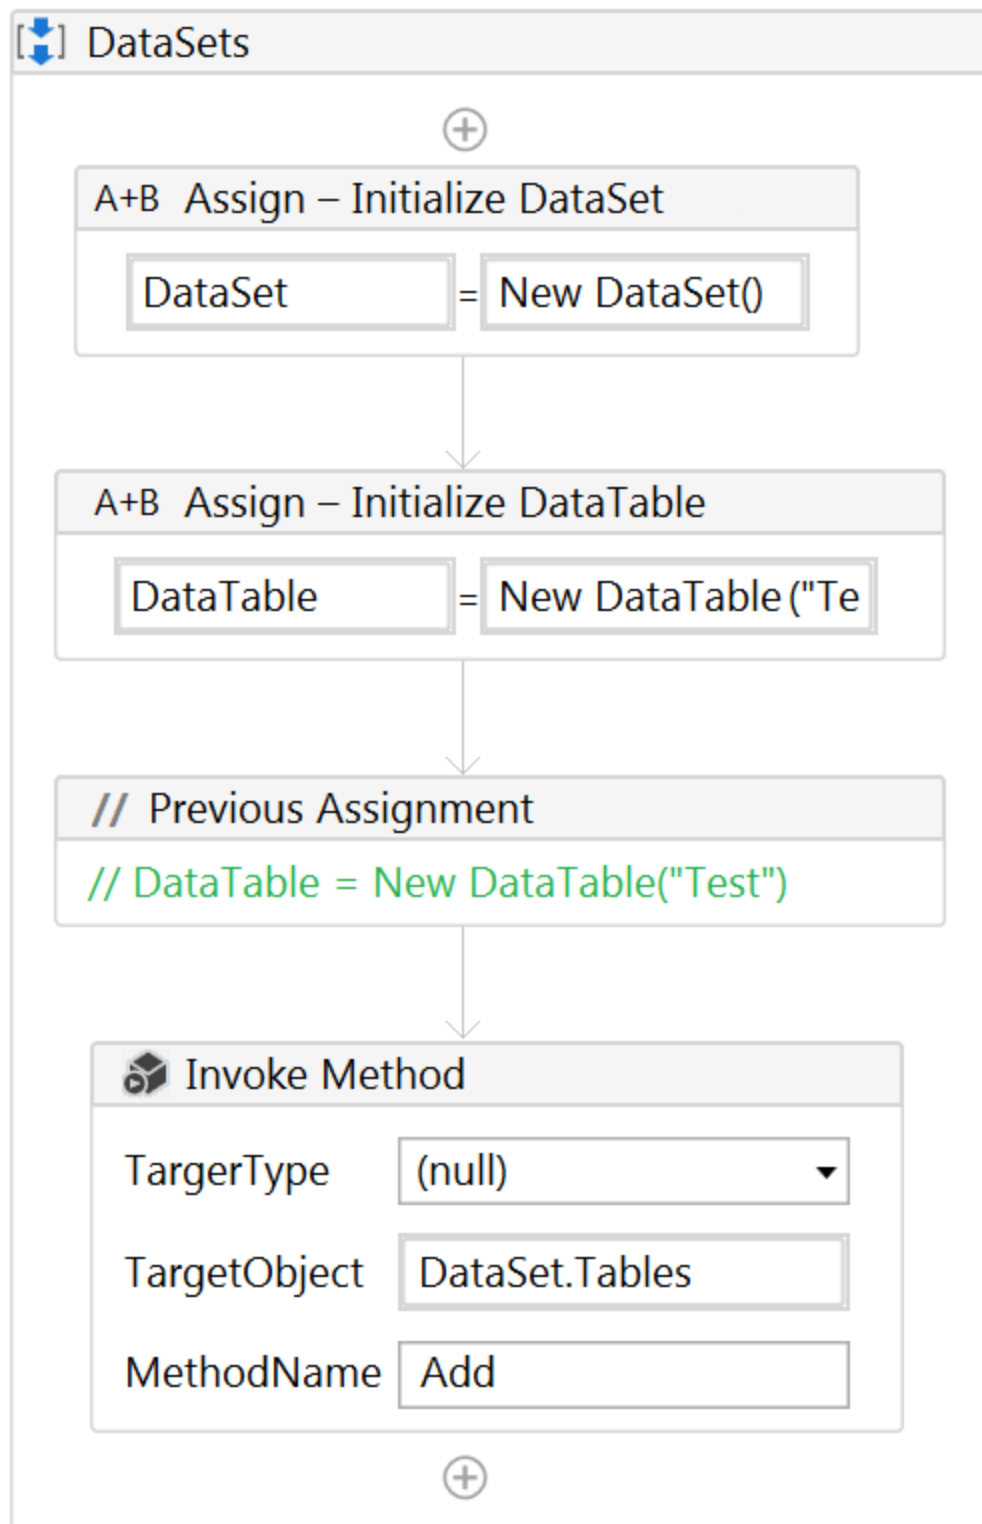 DataSets
A+B Assign – Initialize DataSet
DataSet = New DataSet()
A+B Assign – Initialize DataTable
DataTable = New DataTable ("Te
// Previous Assignment
// DataTable = New DataTable("Test")
Invoke Method
TargerType (null)
TargetObject DataSet.Tables
MethodName Add